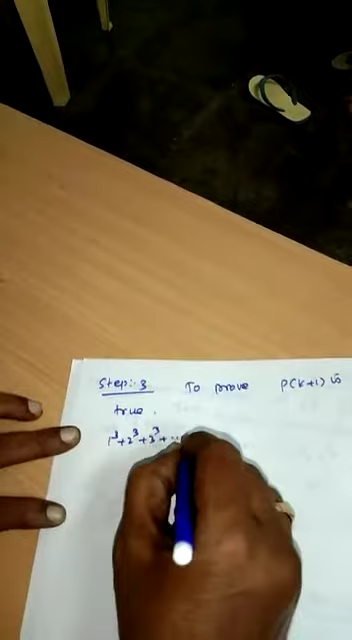 Step:-3 To prove P(k+1) is
true.
1³+2³+3³+...